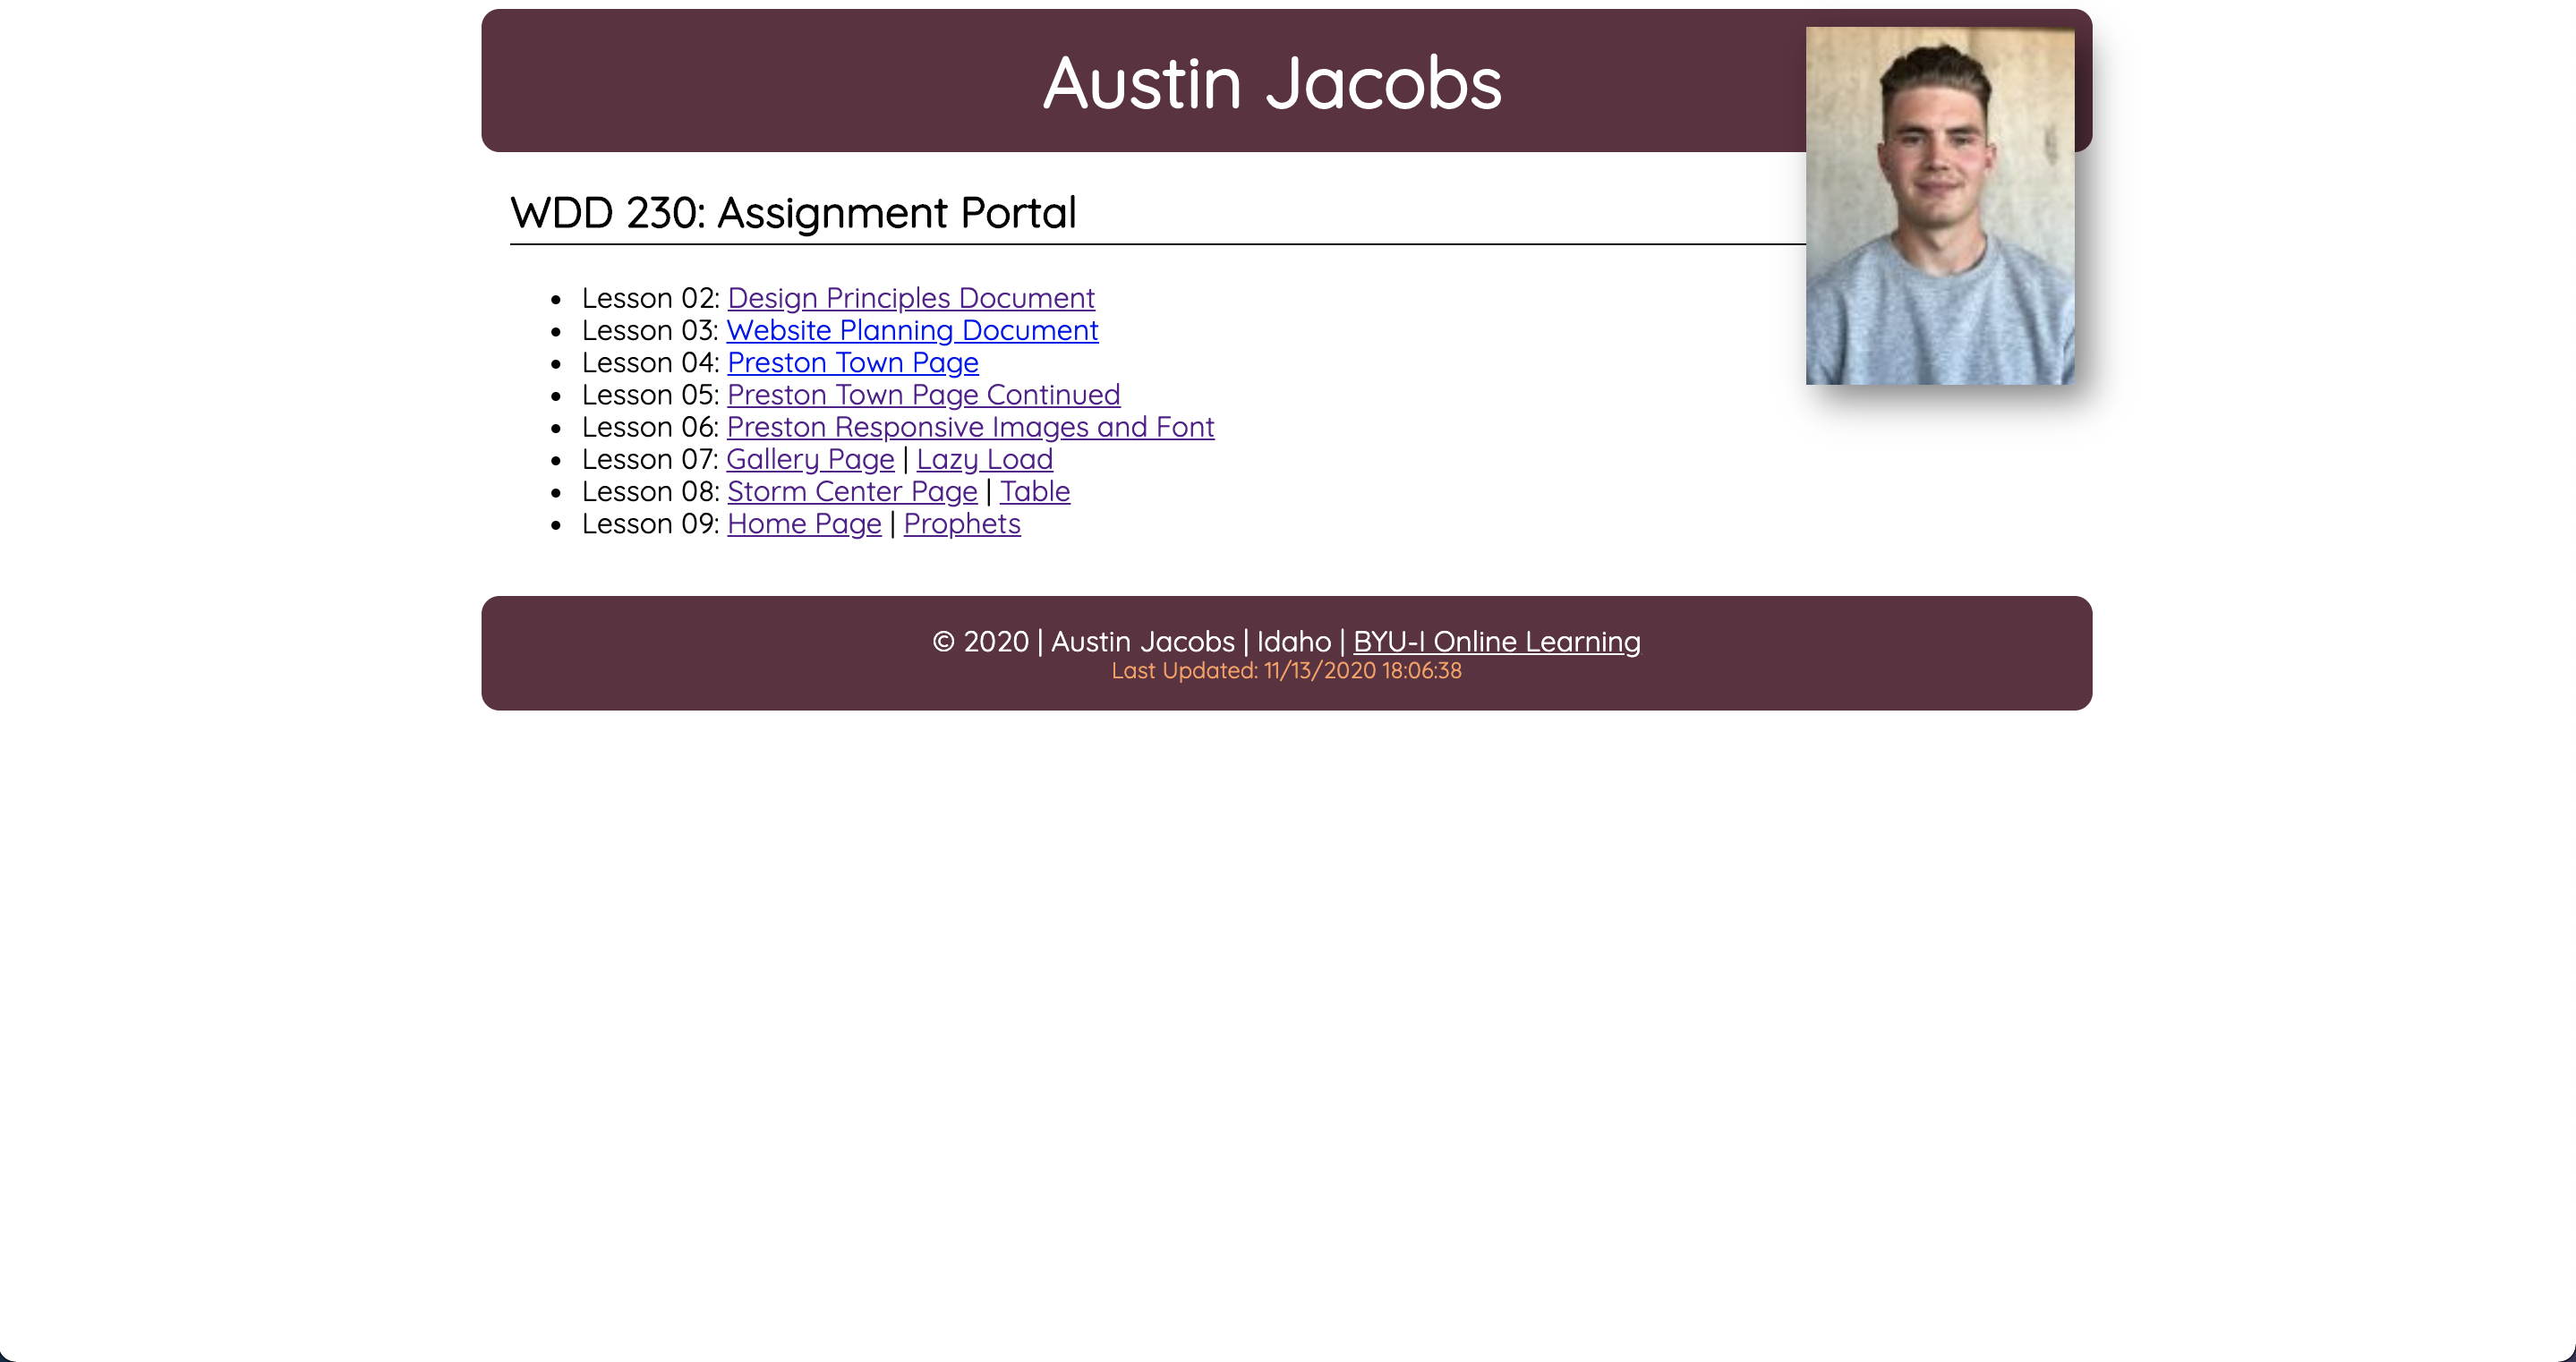 Austin Jacobs
WDD 230: Assignment Portal
• Lesson 02: Design Principles Document
• Lesson 03: Website Planning Document
• Lesson 04: Preston Town Page
• Lesson 05: Preston Town Page Continued
• Lesson 06: Preston Responsive Images and Font
• Lesson 07: Gallery Page | Lazy Load
• Lesson 08: Storm Center Page | Table
• Lesson 09: Home Page | Prophets
© 2020 | Austin Jacobs | Idaho | BYU-I Online Learning
Last Updated: 11/13/2020 18:06:38